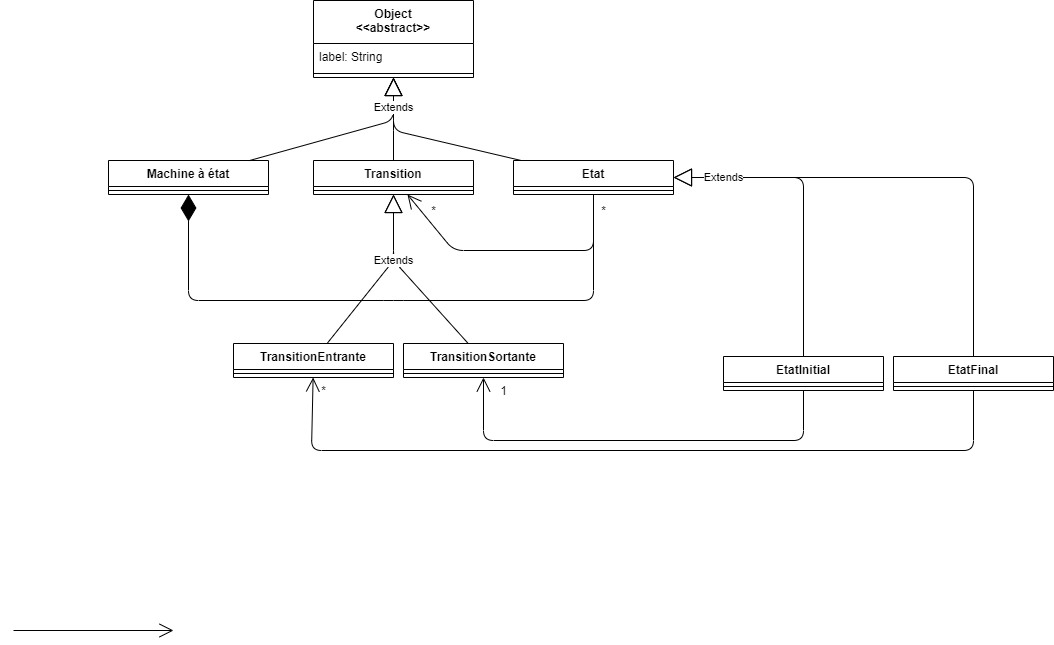 Object
<<abstract>>
label: String
Extends
Machine à état
Transition
Etat
Extends
*
*
Extends
TransitionEntrante
TransitionSortante
EtatInitial
EtatFinal
*
1